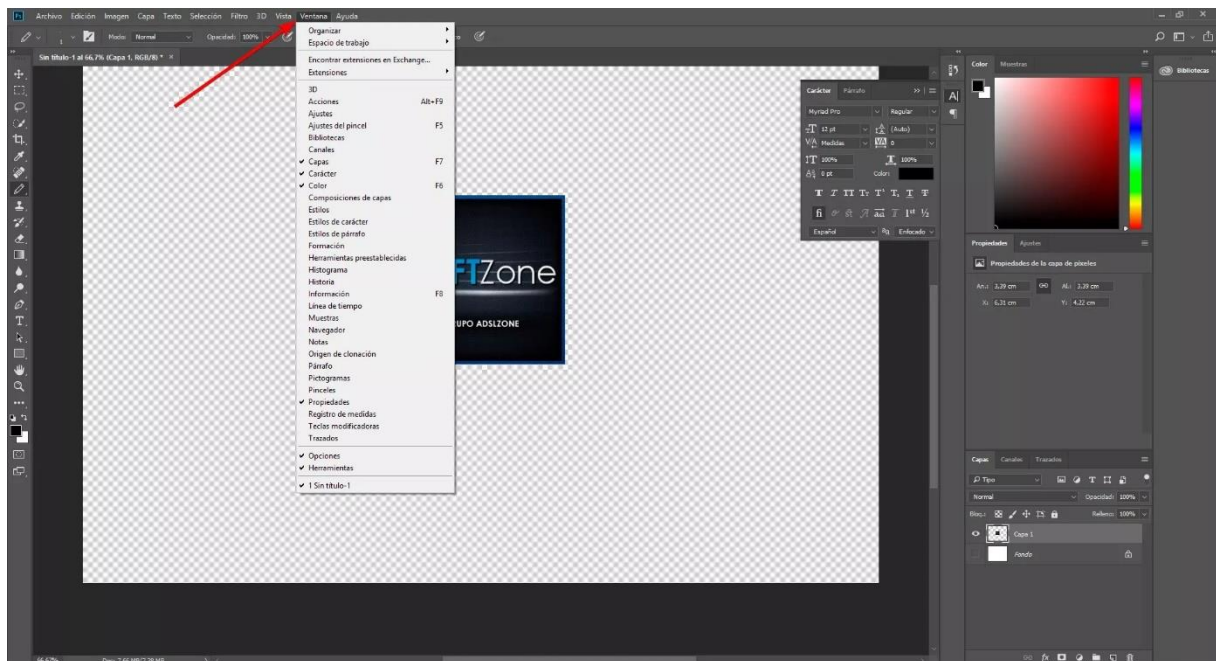 Ps
Archivo Edición Imagen Capa Texto Selección Filtro 3D Vista Ventana Ayuda
Modo: Normal Opacidad: 100%
Sin título-1 al 66,7% (Capa 1, RGB/8) * ×
Organizar
Espacio de trabajo
Encontrar extensiones en Exchange...
Extensiones
3D
Acciones Alt+F9
Ajustes
Ajustes del pincel F5
Bibliotecas
Canales
Capas F7
Carácter
Color F6
Composiciones de capas
Estilos
Estilos de carácter
Estilos de párrafo
Formación
Herramientas preestablecidas
Histograma
Historia
Información F8
Línea de tiempo
Muestras
Navegador
Notas
Origen de clonación
Párrafo
Pictogramas
Pinceles
Propiedades
Registro de medidas
Teclas modificadoras
Trazados
Opciones
Herramientas
1 Sin título-1
FTZone
UPO ADSLZONE
Carácter Párrafo
Myriad Pro Regular
12 pt (Auto)
Medidas 0
100% 100%
0 pt Color:
Español Enfocado
Color Muestras
Bibliotecas
Propiedades Ajustes
Propiedades de la capa de píxeles
An.: 3,39 cm Al.: 3,39 cm
X: 6,31 cm Y: 4,22 cm
Capas Canales Trazados
Tipo
Normal Opacidad: 100%
Bloq.: Relleno: 100%
Capa 1
Fondo
66,67%